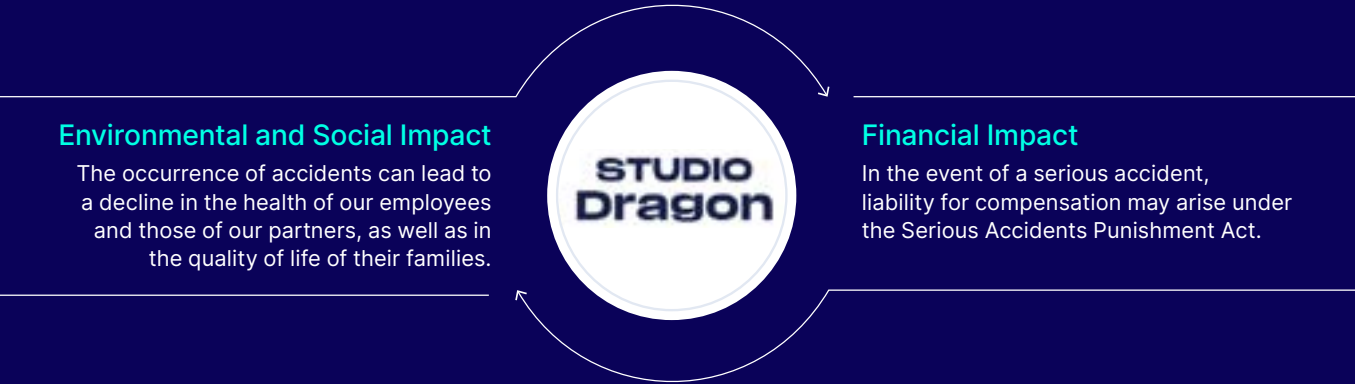 Environmental and Social Impact
The occurrence of accidents can lead to
a decline in the health of our employees
and those of our partners, as well as in
the quality of life of their families.
STUDIO
Dragon
Financial Impact
In the event of a serious accident,
liability for compensation may arise under
the Serious Accidents Punishment Act.